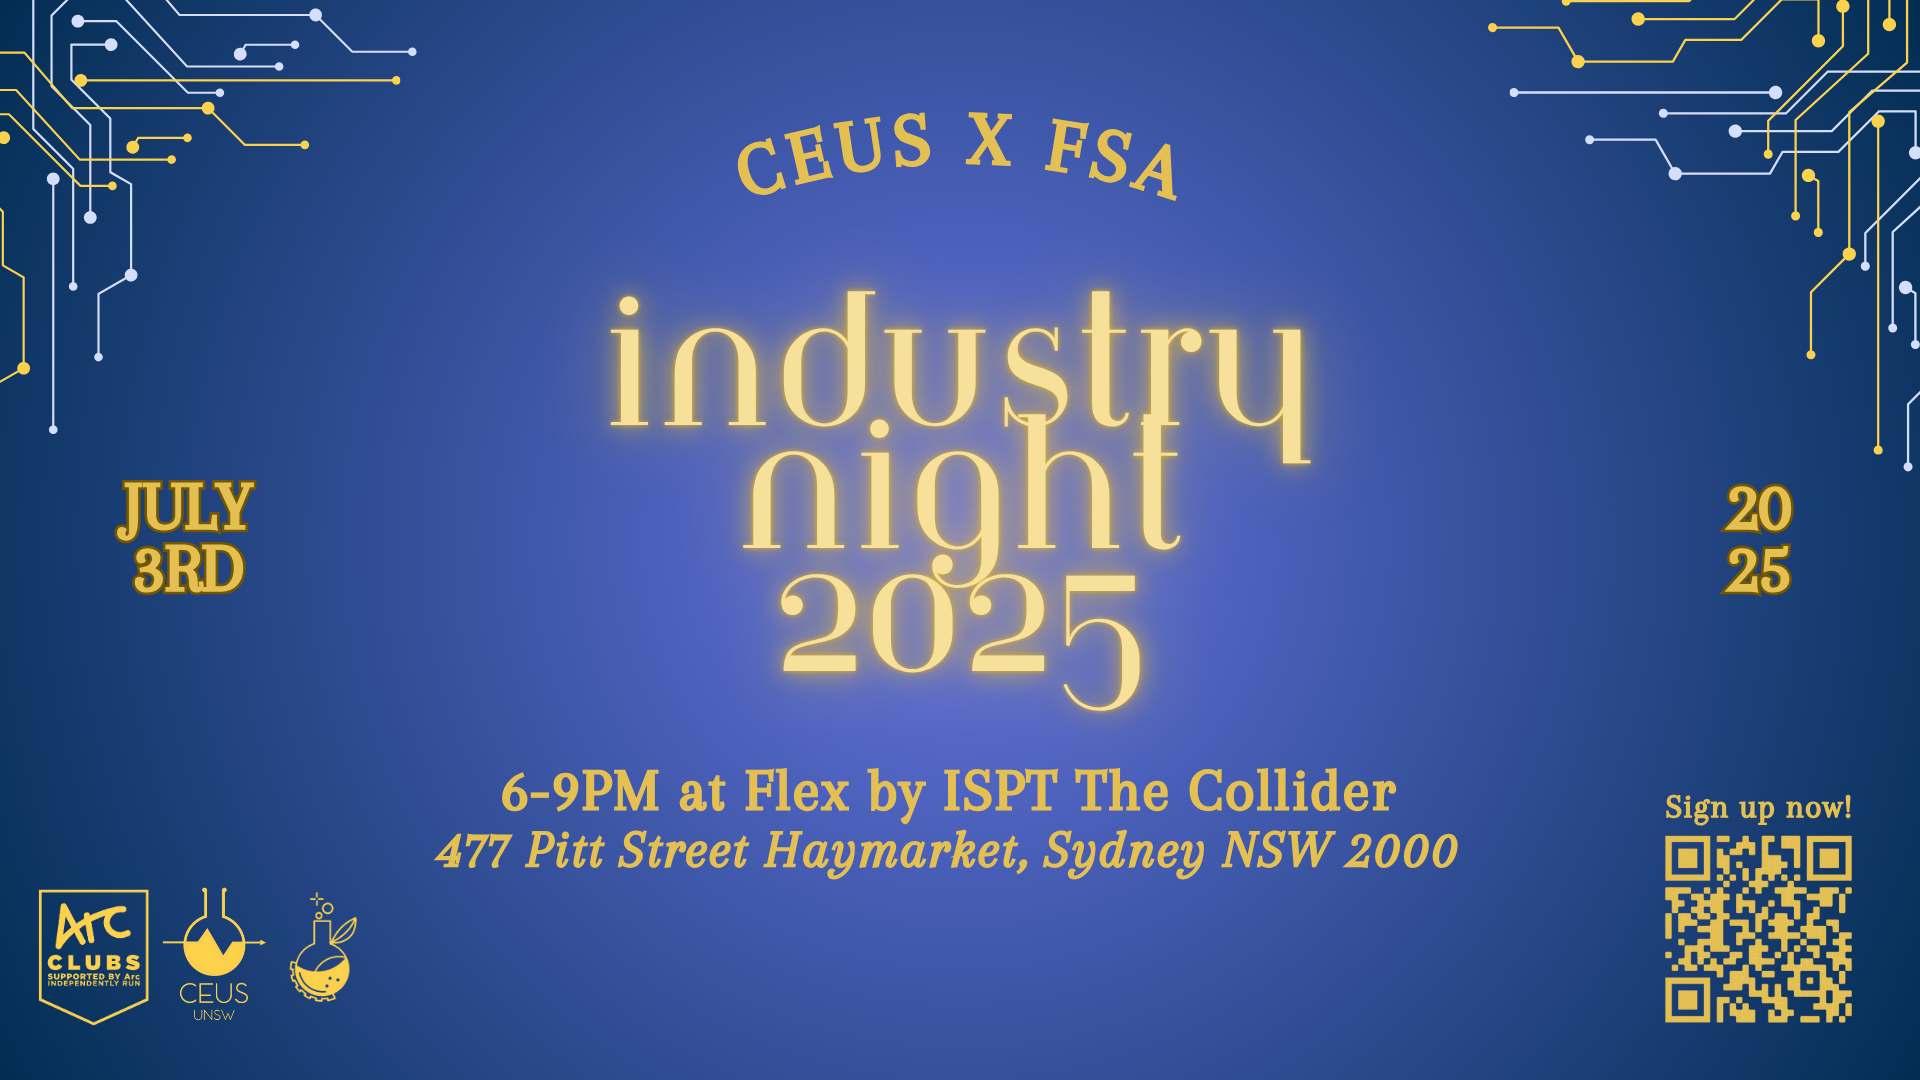 CEUS X FSA
industry
night
2025
JULY
3RD
20
25
6-9PM at Flex by ISPT The Collider
477 Pitt Street Haymarket, Sydney NSW 2000
Sign up now!
Arc
CLUBS
SUPPORTED BY Arc
INDEPENDENTLY RUN
CEUS
UNSW